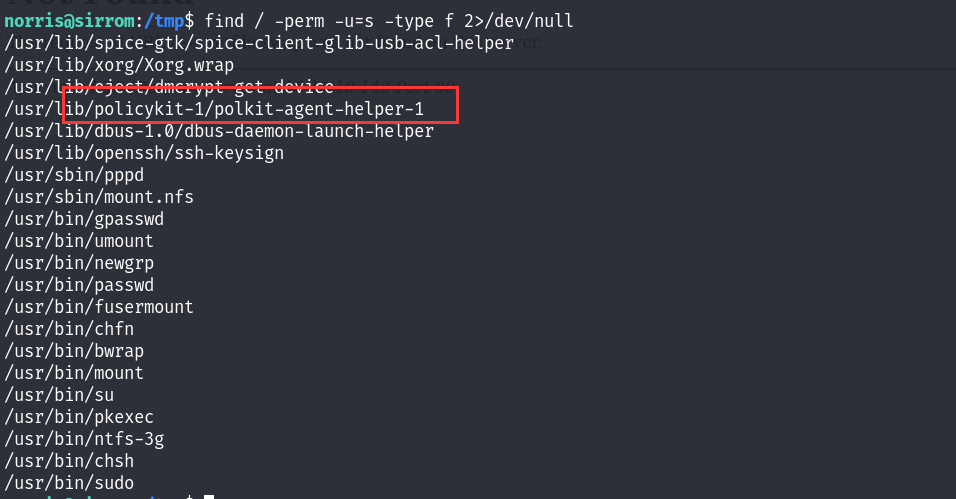 norris@sirrom:/tmp$ find / -perm -u=s -type f 2>/dev/null
/usr/lib/spice-gtk/spice-client-glib-usb-acl-helper
/usr/lib/xorg/Xorg.wrap
/usr/lib/eject/dmcrypt-get-device
/usr/lib/policykit-1/polkit-agent-helper-1
/usr/lib/dbus-1.0/dbus-daemon-launch-helper
/usr/lib/openssh/ssh-keysign
/usr/sbin/pppd
/usr/sbin/mount.nfs
/usr/bin/gpasswd
/usr/bin/umount
/usr/bin/newgrp
/usr/bin/passwd
/usr/bin/fusermount
/usr/bin/chfn
/usr/bin/bwrap
/usr/bin/mount
/usr/bin/su
/usr/bin/pkexec
/usr/bin/ntfs-3g
/usr/bin/chsh
/usr/bin/sudo